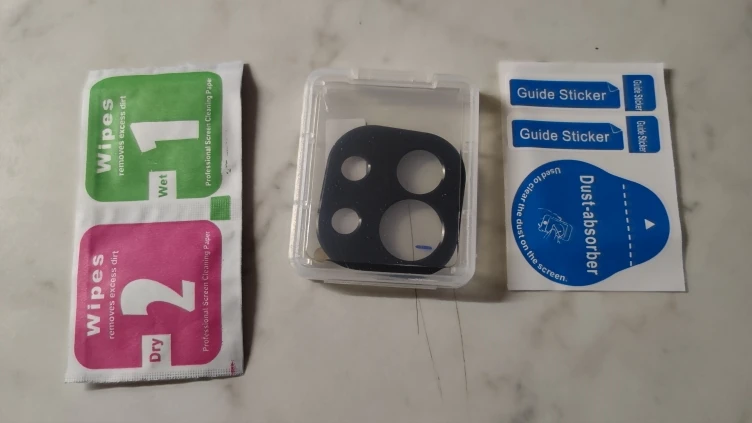 Wipes
removes excess dirt
Wet
1
Professional Screen Cleaning Paper
Wipes
removes excess dirt
Dry
2
Professional Screen Cleaning Paper
Guide Sticker
Guide Sticker
Guide Sticker
Guide Sticker
Dust-absorber
Used to clear the dust on the screen.